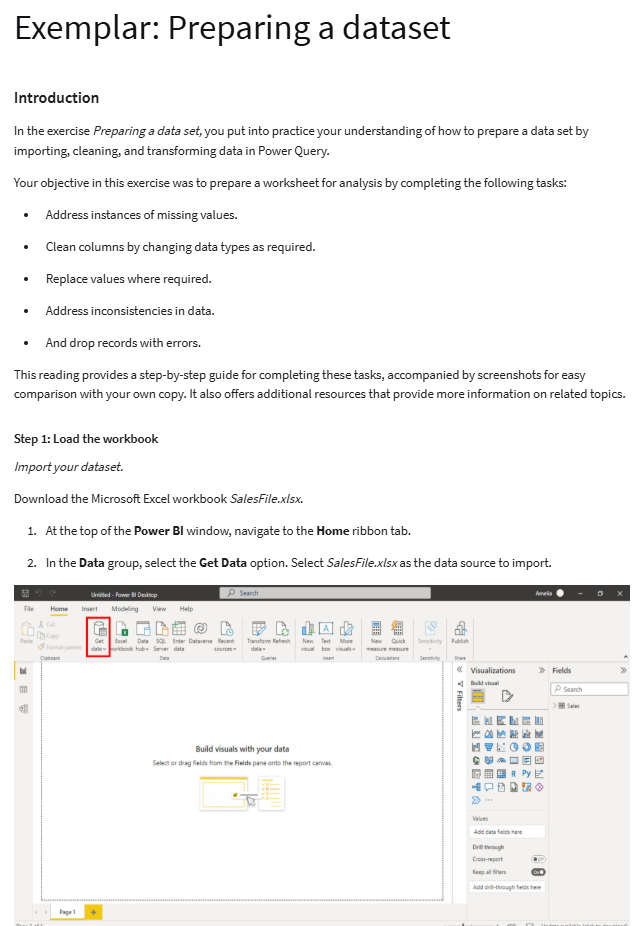 Exemplar: Preparing a dataset
Introduction
In the exercise Preparing a data set, you put into practice your understanding of how to prepare a data set by
importing, cleaning, and transforming data in Power Query.
Your objective in this exercise was to prepare a worksheet for analysis by completing the following tasks:
• Address instances of missing values.
• Clean columns by changing data types as required.
• Replace values where required.
• Address inconsistencies in data.
• And drop records with errors.
This reading provides a step-by-step guide for completing these tasks, accompanied by screenshots for easy
comparison with your own copy. It also offers additional resources that provide more information on related topics.
Step 1: Load the workbook
Import your dataset.
Download the Microsoft Excel workbook SalesFile.xlsx.
1. At the top of the Power BI window, navigate to the Home ribbon tab.
2. In the Data group, select the Get Data option. Select SalesFile.xlsx as the data source to import.
Untitled - Power BI Desktop
Search
Amelia
File Home Insert Modeling View Help
Cut
Copy
Format painter
Paste
Get Excel Data SQL Enter Dataverse Recent Transform Refresh New Text More New Quick Sensitivity Publish
data workbook hub Server data sources data visual box visuals measure measure
Clipboard Data Queries Insert Calculations Sensitivity Share
Visualizations
Fields
Build visual
Search
Filters
Sales
Build visuals with your data
Select or drag fields from the Fields pane onto the report canvas.
R Py
Values
Add data fields here
Drill through
Cross-report Off
Keep all filters On
Add drill-through fields here
Page 1
Page 1 of 1